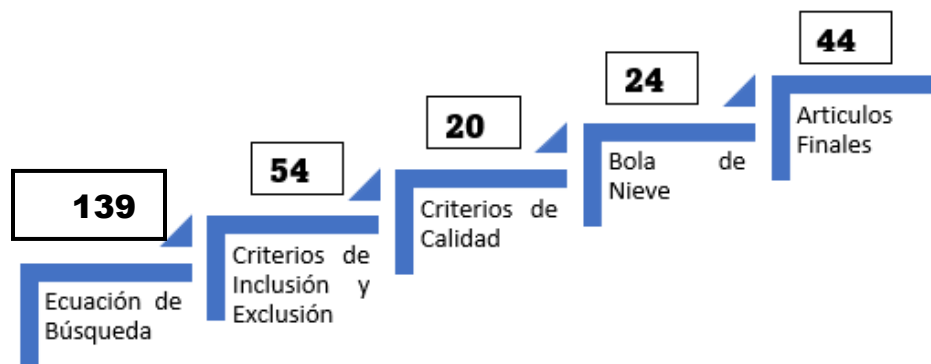 139
Ecuación de
Búsqueda
54
Criterios de
Inclusión y
Exclusión
20
Criterios de
Calidad
24
Bola de
Nieve
44
Articulos
Finales